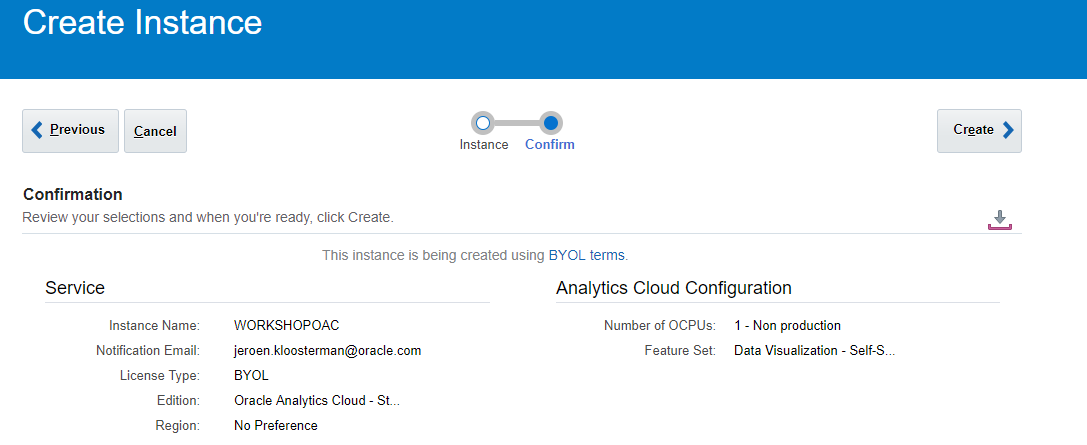 Create Instance
Previous
Cancel
Instance
Confirm
Create
Confirmation
Review your selections and when you're ready, click Create.
This instance is being created using BYOL terms.
Service
Instance Name: WORKSHOPOAC
Notification Email: jeroen.kloosterman@oracle.com
License Type: BYOL
Edition: Oracle Analytics Cloud - St...
Region: No Preference
Analytics Cloud Configuration
Number of OCPUs: 1 - Non production
Feature Set: Data Visualization - Self-S...